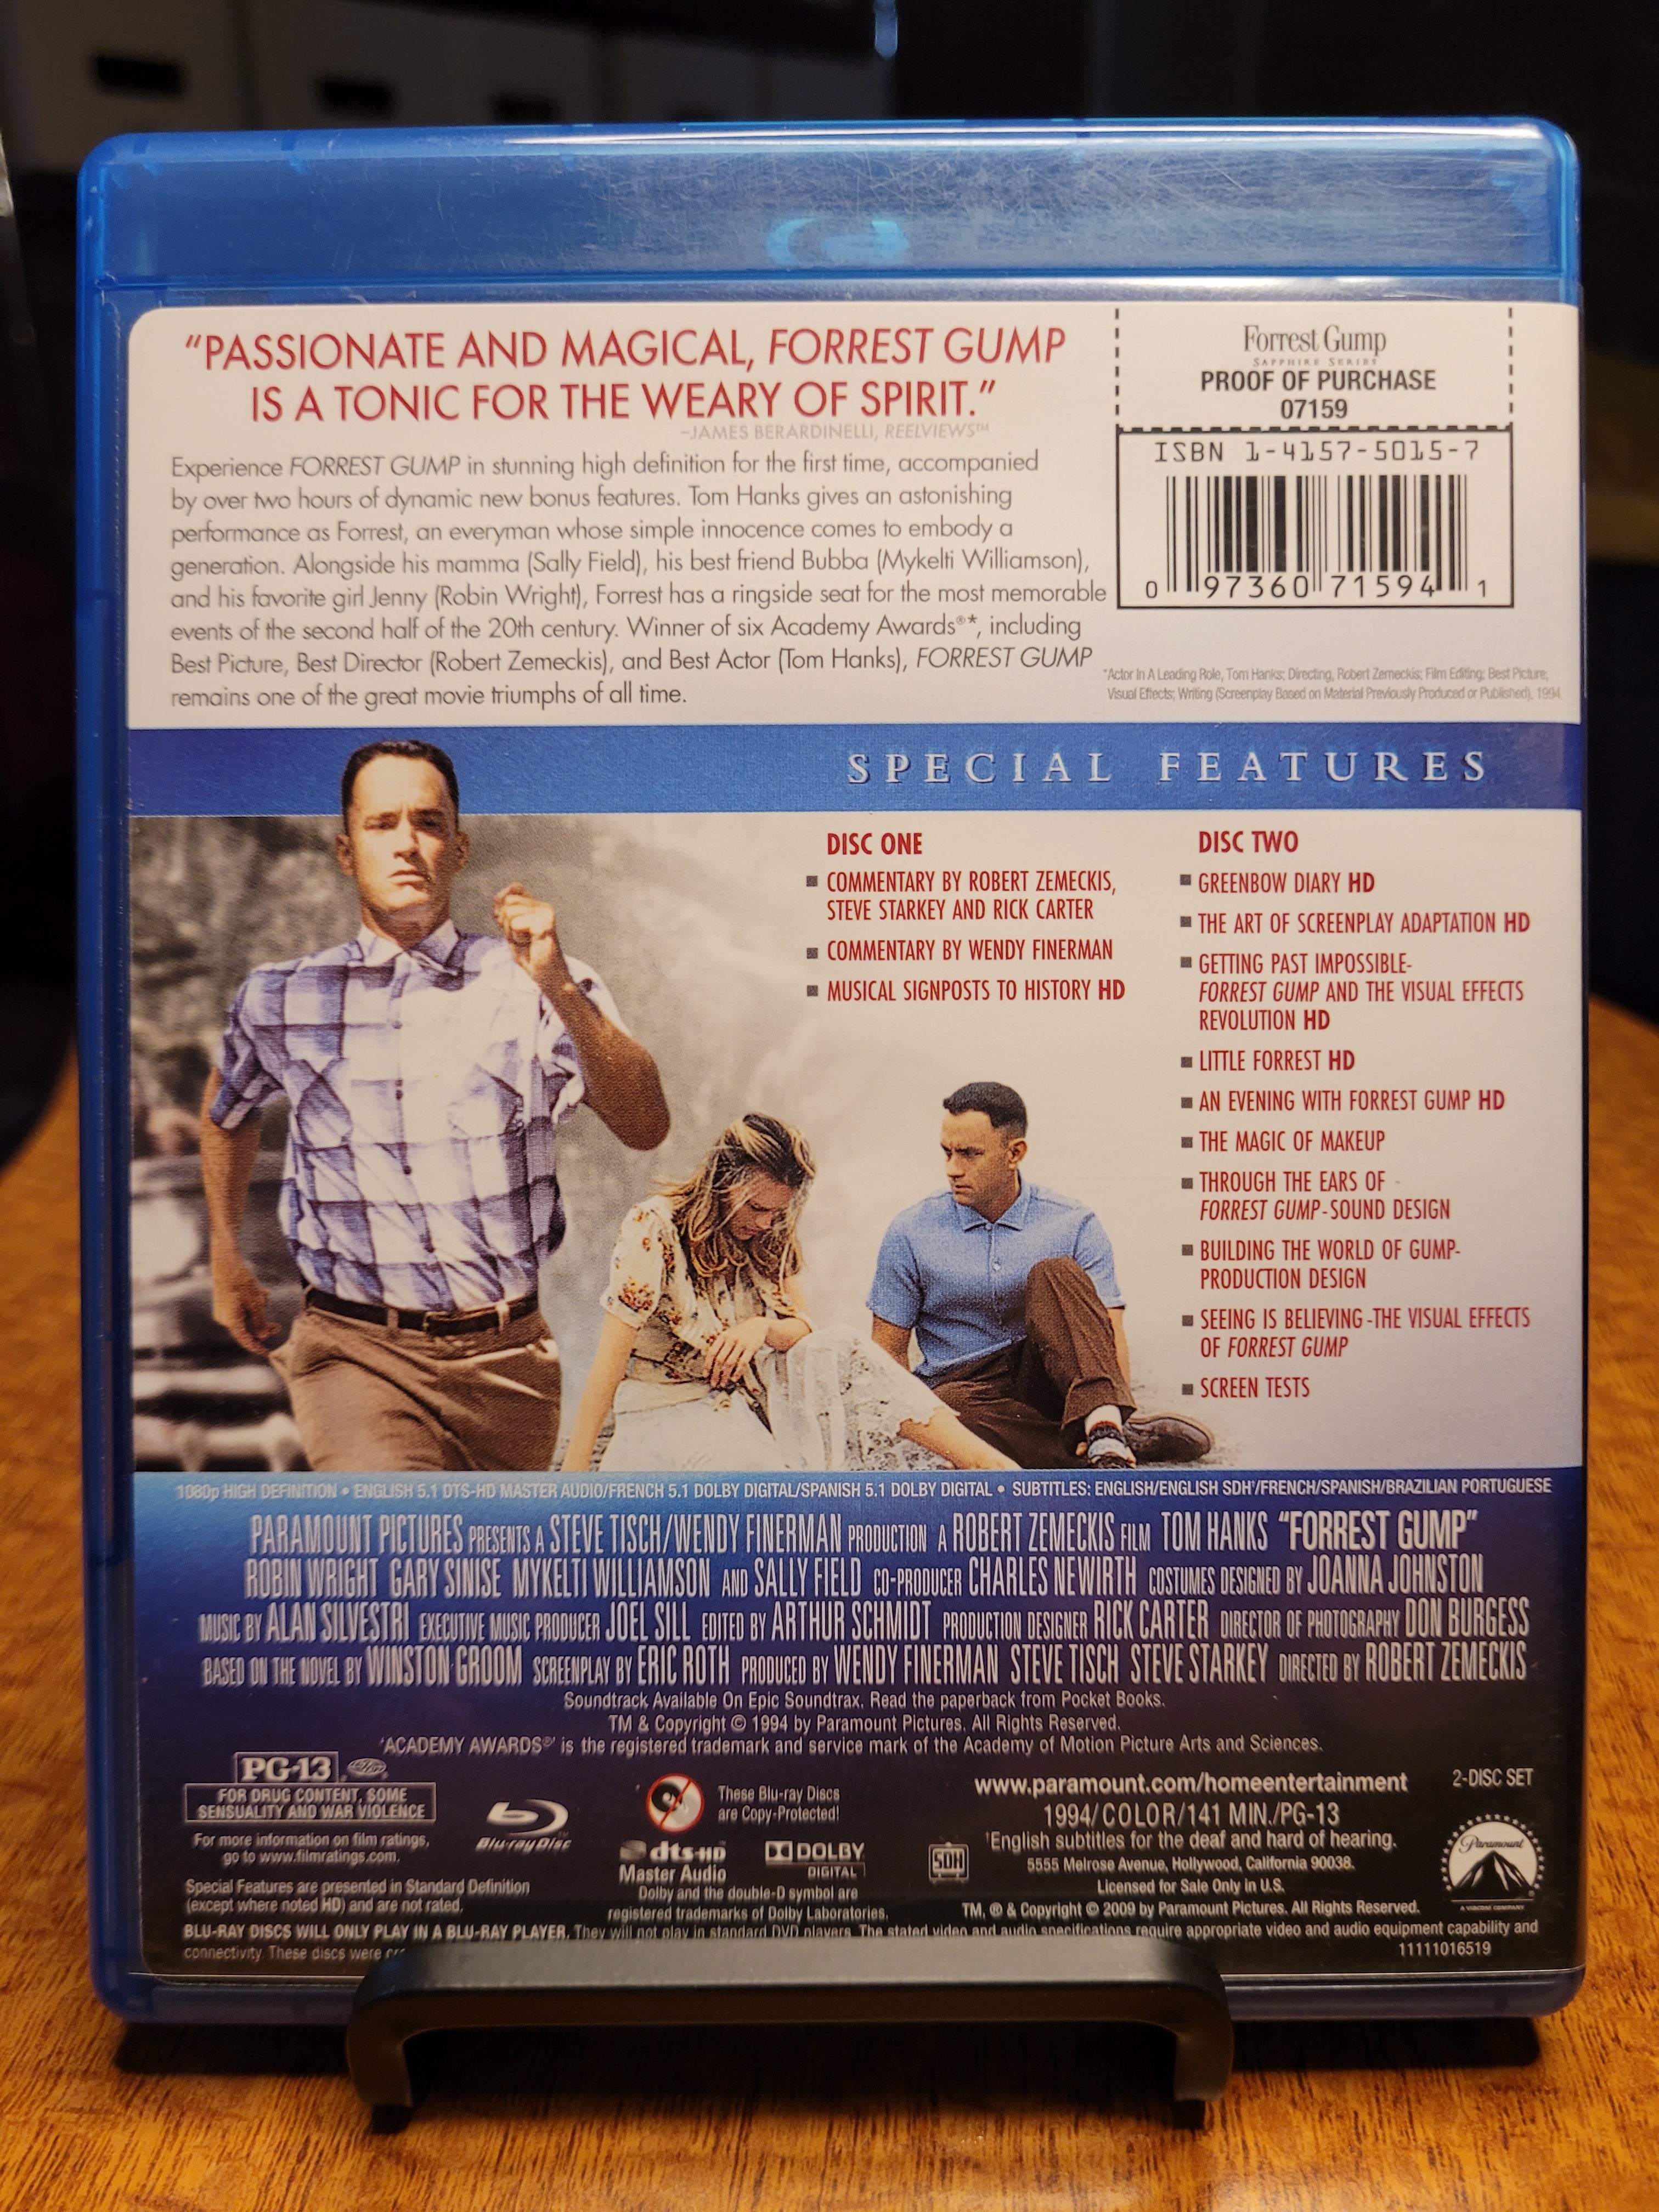 “PASSIONATE AND MAGICAL, FORREST GUMP
IS A TONIC FOR THE WEARY OF SPIRIT.”
–JAMES BERARDINELLI, REELVIEWS™
Experience FORREST GUMP in stunning high definition for the first time, accompanied
by over two hours of dynamic new bonus features. Tom Hanks gives an astonishing
performance as Forrest, an everyman whose simple innocence comes to embody a
generation. Alongside his mamma (Sally Field), his best friend Bubba (Mykelti Williamson),
and his favorite girl Jenny (Robin Wright), Forrest has a ringside seat for the most memorable
events of the second half of the 20th century. Winner of six Academy Awards®*, including
Best Picture, Best Director (Robert Zemeckis), and Best Actor (Tom Hanks), FORREST GUMP
remains one of the great movie triumphs of all time.
Forrest Gump
SAPPHIRE SERIES
PROOF OF PURCHASE
07159
ISBN 1-4157-5015-7
0 97360 71594 1
*Actor In A Leading Role, Tom Hanks; Directing, Robert Zemeckis; Film Editing; Best Picture;
Visual Effects; Writing (Screenplay Based on Material Previously Produced or Published), 1994.
SPECIAL FEATURES
DISC ONE
COMMENTARY BY ROBERT ZEMECKIS,
STEVE STARKEY AND RICK CARTER
COMMENTARY BY WENDY FINERMAN
MUSICAL SIGNPOSTS TO HISTORY HD
DISC TWO
GREENBOW DIARY HD
THE ART OF SCREENPLAY ADAPTATION HD
GETTING PAST IMPOSSIBLE-
FORREST GUMP AND THE VISUAL EFFECTS
REVOLUTION HD
LITTLE FORREST HD
AN EVENING WITH FORREST GUMP HD
THE MAGIC OF MAKEUP
THROUGH THE EARS OF
FORREST GUMP-SOUND DESIGN
BUILDING THE WORLD OF GUMP-
PRODUCTION DESIGN
SEEING IS BELIEVING-THE VISUAL EFFECTS
OF FORREST GUMP
SCREEN TESTS
1080p HIGH DEFINITION • ENGLISH 5.1 DTS-HD MASTER AUDIO/FRENCH 5.1 DOLBY DIGITAL/SPANISH 5.1 DOLBY DIGITAL • SUBTITLES: ENGLISH/ENGLISH SDH†/FRENCH/SPANISH/BRAZILIAN PORTUGUESE
PARAMOUNT PICTURES PRESENTS A STEVE TISCH/WENDY FINERMAN PRODUCTION A ROBERT ZEMECKIS FILM TOM HANKS “FORREST GUMP”
ROBIN WRIGHT GARY SINISE MYKELTI WILLIAMSON AND SALLY FIELD CO-PRODUCER CHARLES NEWIRTH COSTUMES DESIGNED BY JOANNA JOHNSTON
MUSIC BY ALAN SILVESTRI EXECUTIVE MUSIC PRODUCER JOEL SILL EDITED BY ARTHUR SCHMIDT PRODUCTION DESIGNER RICK CARTER DIRECTOR OF PHOTOGRAPHY DON BURGESS
BASED ON THE NOVEL BY WINSTON GROOM SCREENPLAY BY ERIC ROTH PRODUCED BY WENDY FINERMAN STEVE TISCH STEVE STARKEY DIRECTED BY ROBERT ZEMECKIS
Soundtrack Available On Epic Soundtrax. Read the paperback from Pocket Books.
TM & Copyright © 1994 by Paramount Pictures. All Rights Reserved.
‘ACADEMY AWARDS®’ is the registered trademark and service mark of the Academy of Motion Picture Arts and Sciences.
PG-13
FOR DRUG CONTENT, SOME
SENSUALITY AND WAR VIOLENCE
For more information on film ratings,
go to www.filmratings.com.
Special Features are presented in Standard Definition
(except where noted HD) and are not rated.
Blu-ray Disc
These Blu-ray Discs
are Copy-Protected!
dts-HD
Master Audio
DOLBY
DIGITAL
Dolby and the double-D symbol are
registered trademarks of Dolby Laboratories.
SDH
www.paramount.com/homeentertainment
1994/COLOR/141 MIN./PG-13
†English subtitles for the deaf and hard of hearing.
5555 Melrose Avenue, Hollywood, California 90038.
Licensed for Sale Only in U.S.
TM, ® & Copyright © 2009 by Paramount Pictures. All Rights Reserved.
2-DISC SET
Paramount
A VIACOM COMPANY
BLU-RAY DISCS WILL ONLY PLAY IN A BLU-RAY PLAYER. They will not play in standard DVD players. The stated video and audio specifications require appropriate video and audio equipment capability and
connectivity. These discs were
11111016519